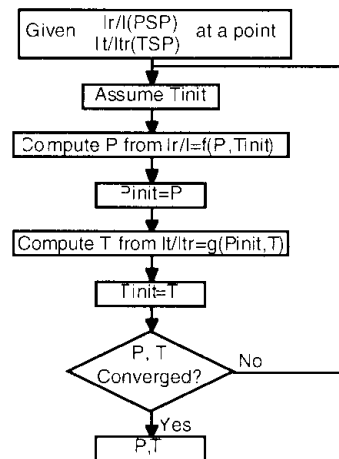 Given Ir/I(PSP) at a point
It/Itr(TSP)
Assume Tinit
Compute P from Ir/I=f(P,Tinit)
Pinit=P
Compute T from It/Itr=g(Pinit,T)
Tinit=T
P, T
Converged?
No
Yes
P,T